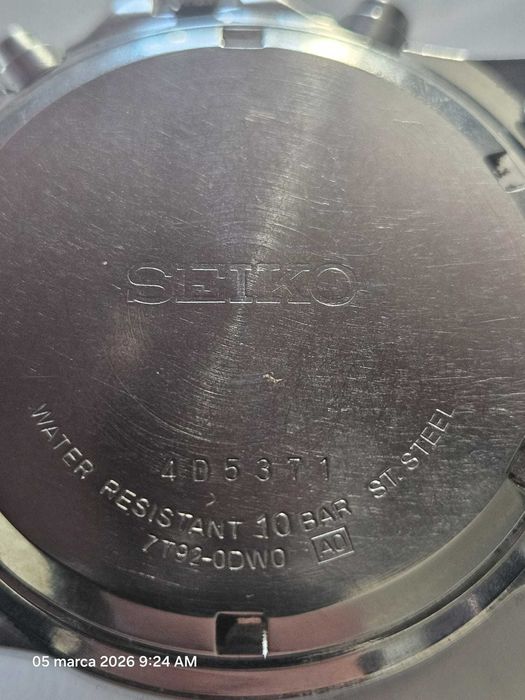 SEIKO
4D5371
WATER RESISTANT 10 BAR ST. STEEL
7T92-0DW0 A0
05 marca 2026 9:24 AM